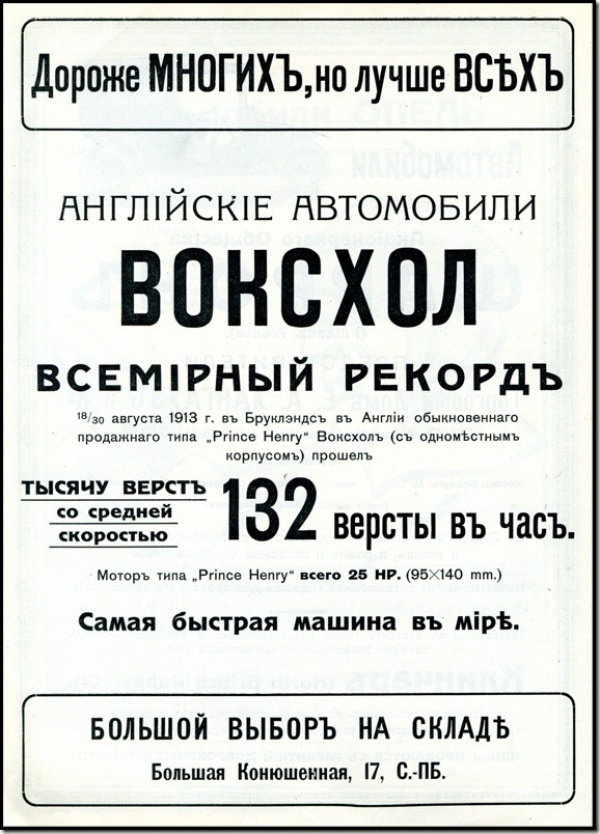 Дороже МНОГИХЪ, но лучше ВСѢХЪ
АНГЛІЙСКІЕ АВТОМОБИЛИ
ВОКСХОЛ
ВСЕМІРНЫЙ РЕКОРДЪ
18/30 августа 1913 г. въ Бруклэндсъ въ Англіи обыкновеннаго
продажнаго типа „Prince Henry“ Воксхолъ (съ одномѣстнымъ
корпусомъ) прошелъ
ТЫСЯЧУ ВЕРСТЪ
со средней
скоростью
132 версты въ часъ.
Моторъ типа „Prince Henry“ всего 25 HP. (95×140 mm.)
Самая быстрая машина въ мірѣ.
БОЛЬШОЙ ВЫБОРЪ НА СКЛАДѢ
Большая Конюшенная, 17, С.-ПБ.